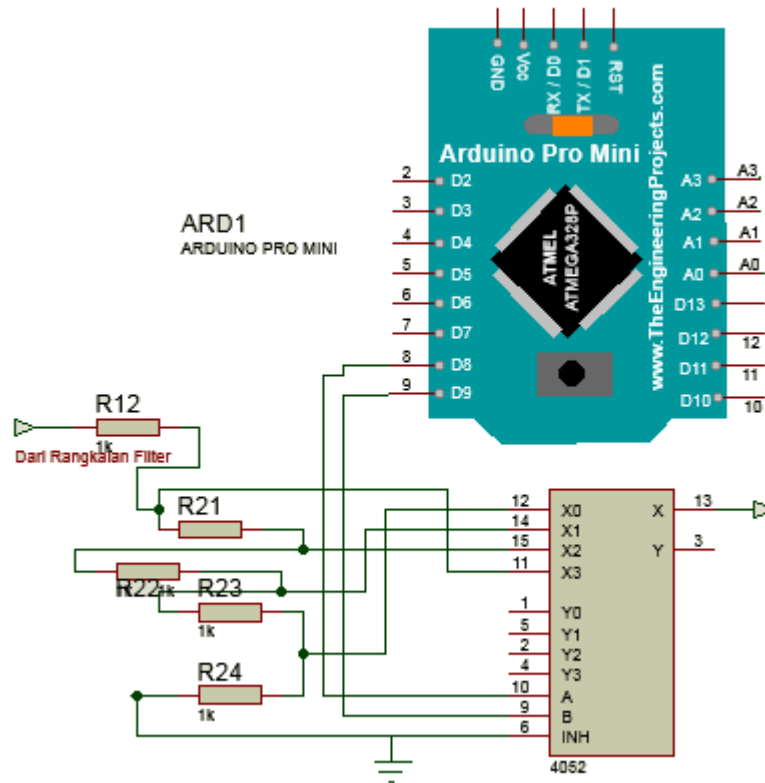 GND
Vcc
RX / D0
TX / D1
RST
Arduino Pro Mini
www.TheEngineeringProjects.com
ATMEL
ATMEGA328P
ARD1
ARDUINO PRO MINI
2 D2
3 D3
4 D4
5 D5
6 D6
7 D7
8 D8
9 D9
A3 A3
A2 A2
A1 A1
A0 A0
D13
D12 12
D11 11
D10 10
R12
1k
Dari Rangkaian Filter
R21
R22
1k
R23
1k
R24
1k
12 X0
14 X1
15 X2
11 X3
1 Y0
5 Y1
2 Y2
4 Y3
10 A
9 B
6 INH
X 13
Y 3
4052